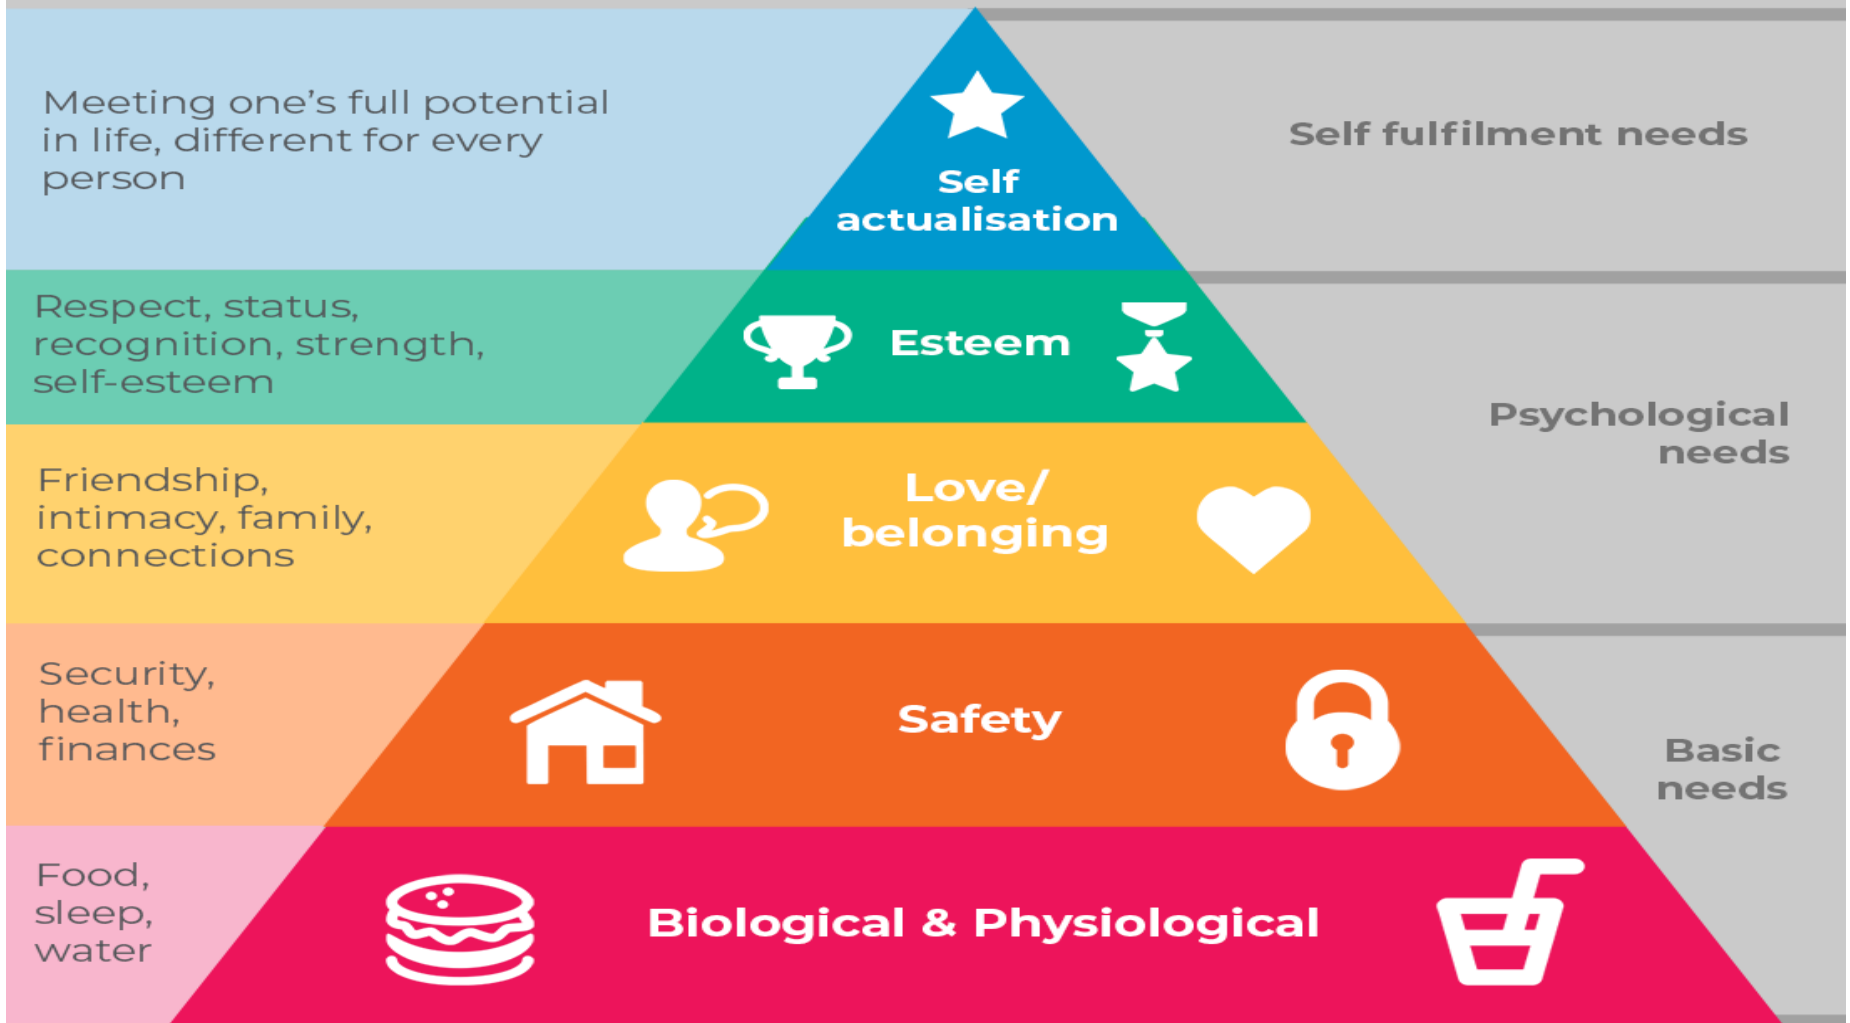 Meeting one’s full potential
in life, different for every
person
Self
actualisation
Self fulfilment needs
Respect, status,
recognition, strength,
self-esteem
Esteem
Psychological
needs
Friendship,
intimacy, family,
connections
Love/
belonging
Security,
health,
finances
Safety
Basic
needs
Food,
sleep,
water
Biological & Physiological